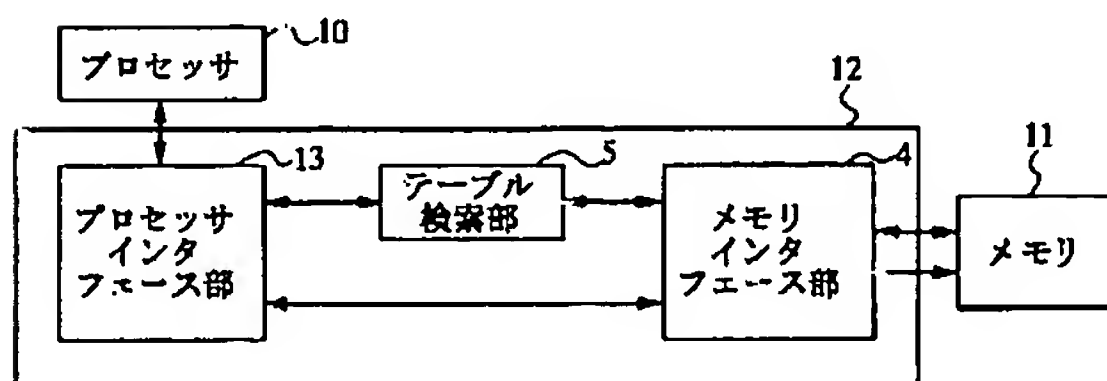 10
プロセッサ
12
13
5
4
11
プロセッサ
インタ
フェース部
テーブル
検索部
メモリ
インタ
フェース部
メモリ